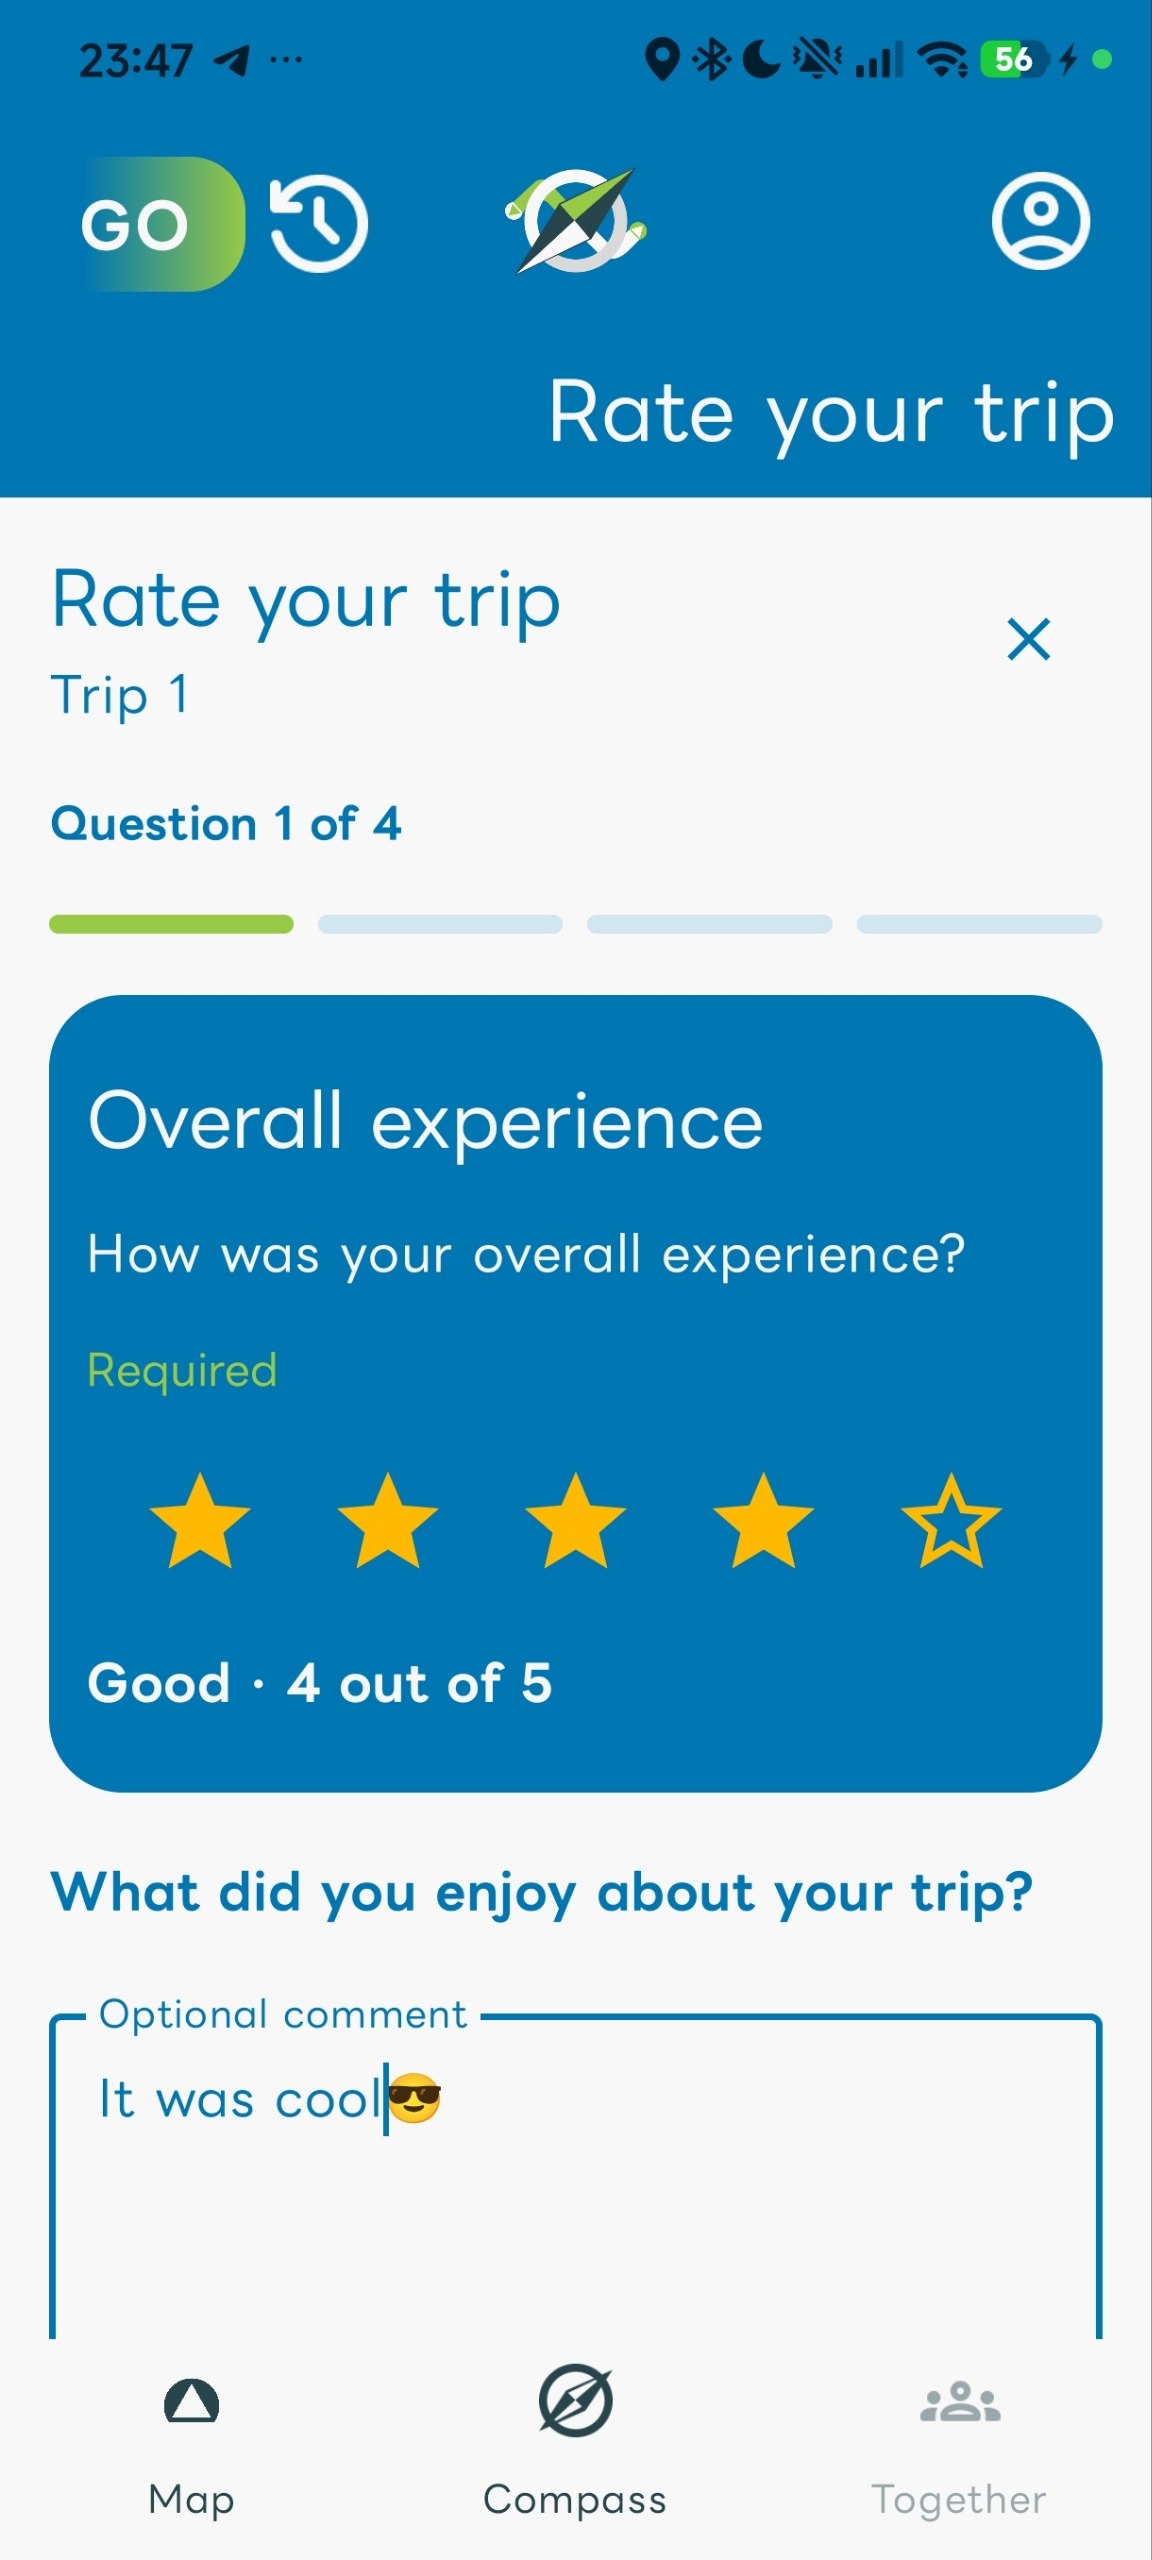 23:47
56
GO
Rate your trip
Rate your trip
Trip 1
Question 1 of 4
Overall experience
How was your overall experience?
Required
Good · 4 out of 5
What did you enjoy about your trip?
Optional comment
It was cool😎
Map
Compass
Together